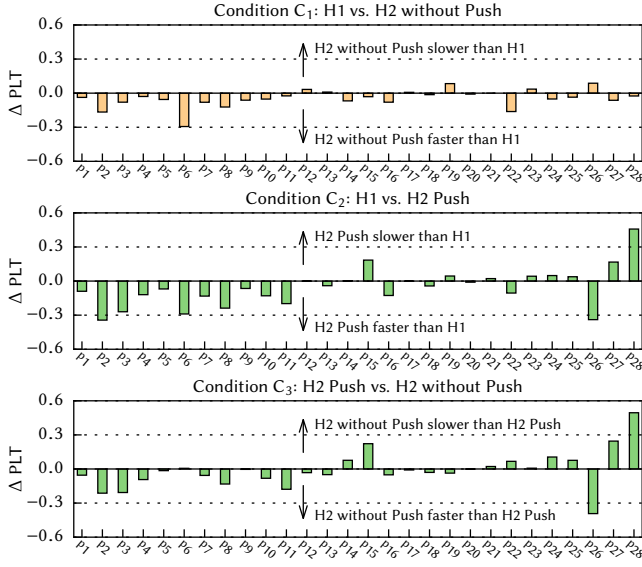 Condition C1: H1 vs. H2 without Push
0.6
0.3
0.0
−0.3
−0.6
Δ PLT
H2 without Push slower than H1
H2 without Push faster than H1
p1 p2 p3 p4 p5 p6 p7 p8 p9 p10 p11 p12 p13 p14 p15 p16 p17 p18 p19 p20 p21 p22 p23 p24 p25 p26 p27 p28
Condition C2: H1 vs. H2 Push
0.6
0.3
0.0
−0.3
−0.6
Δ PLT
H2 Push slower than H1
H2 Push faster than H1
p1 p2 p3 p4 p5 p6 p7 p8 p9 p10 p11 p12 p13 p14 p15 p16 p17 p18 p19 p20 p21 p22 p23 p24 p25 p26 p27 p28
Condition C3: H2 Push vs. H2 without Push
0.6
0.3
0.0
−0.3
−0.6
Δ PLT
H2 without Push slower than H2 Push
H2 without Push faster than H2 Push
p1 p2 p3 p4 p5 p6 p7 p8 p9 p10 p11 p12 p13 p14 p15 p16 p17 p18 p19 p20 p21 p22 p23 p24 p25 p26 p27 p28